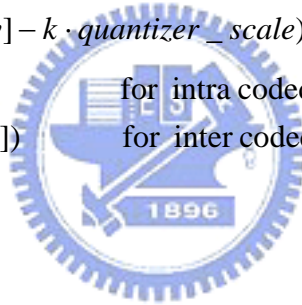 ] − k · quantizer _ scale)
for intra coded
]) for inter coded
1896